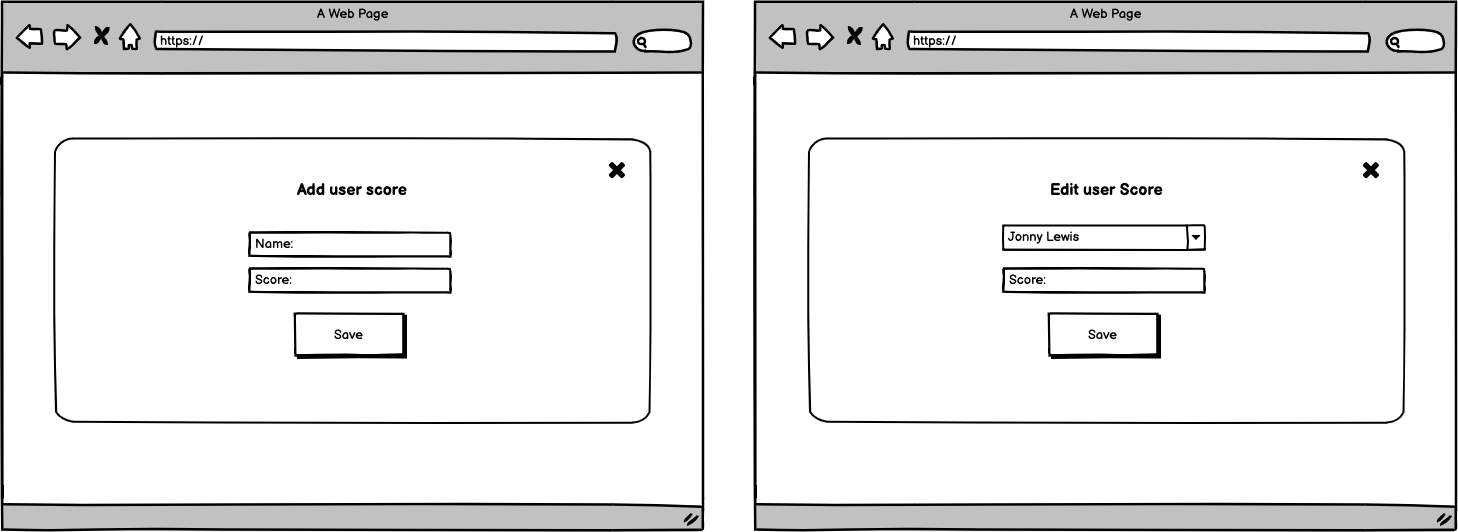 A Web Page
https://
Add user score
Name:
Score:
Save
A Web Page
https://
Edit user Score
Jonny Lewis
Score:
Save